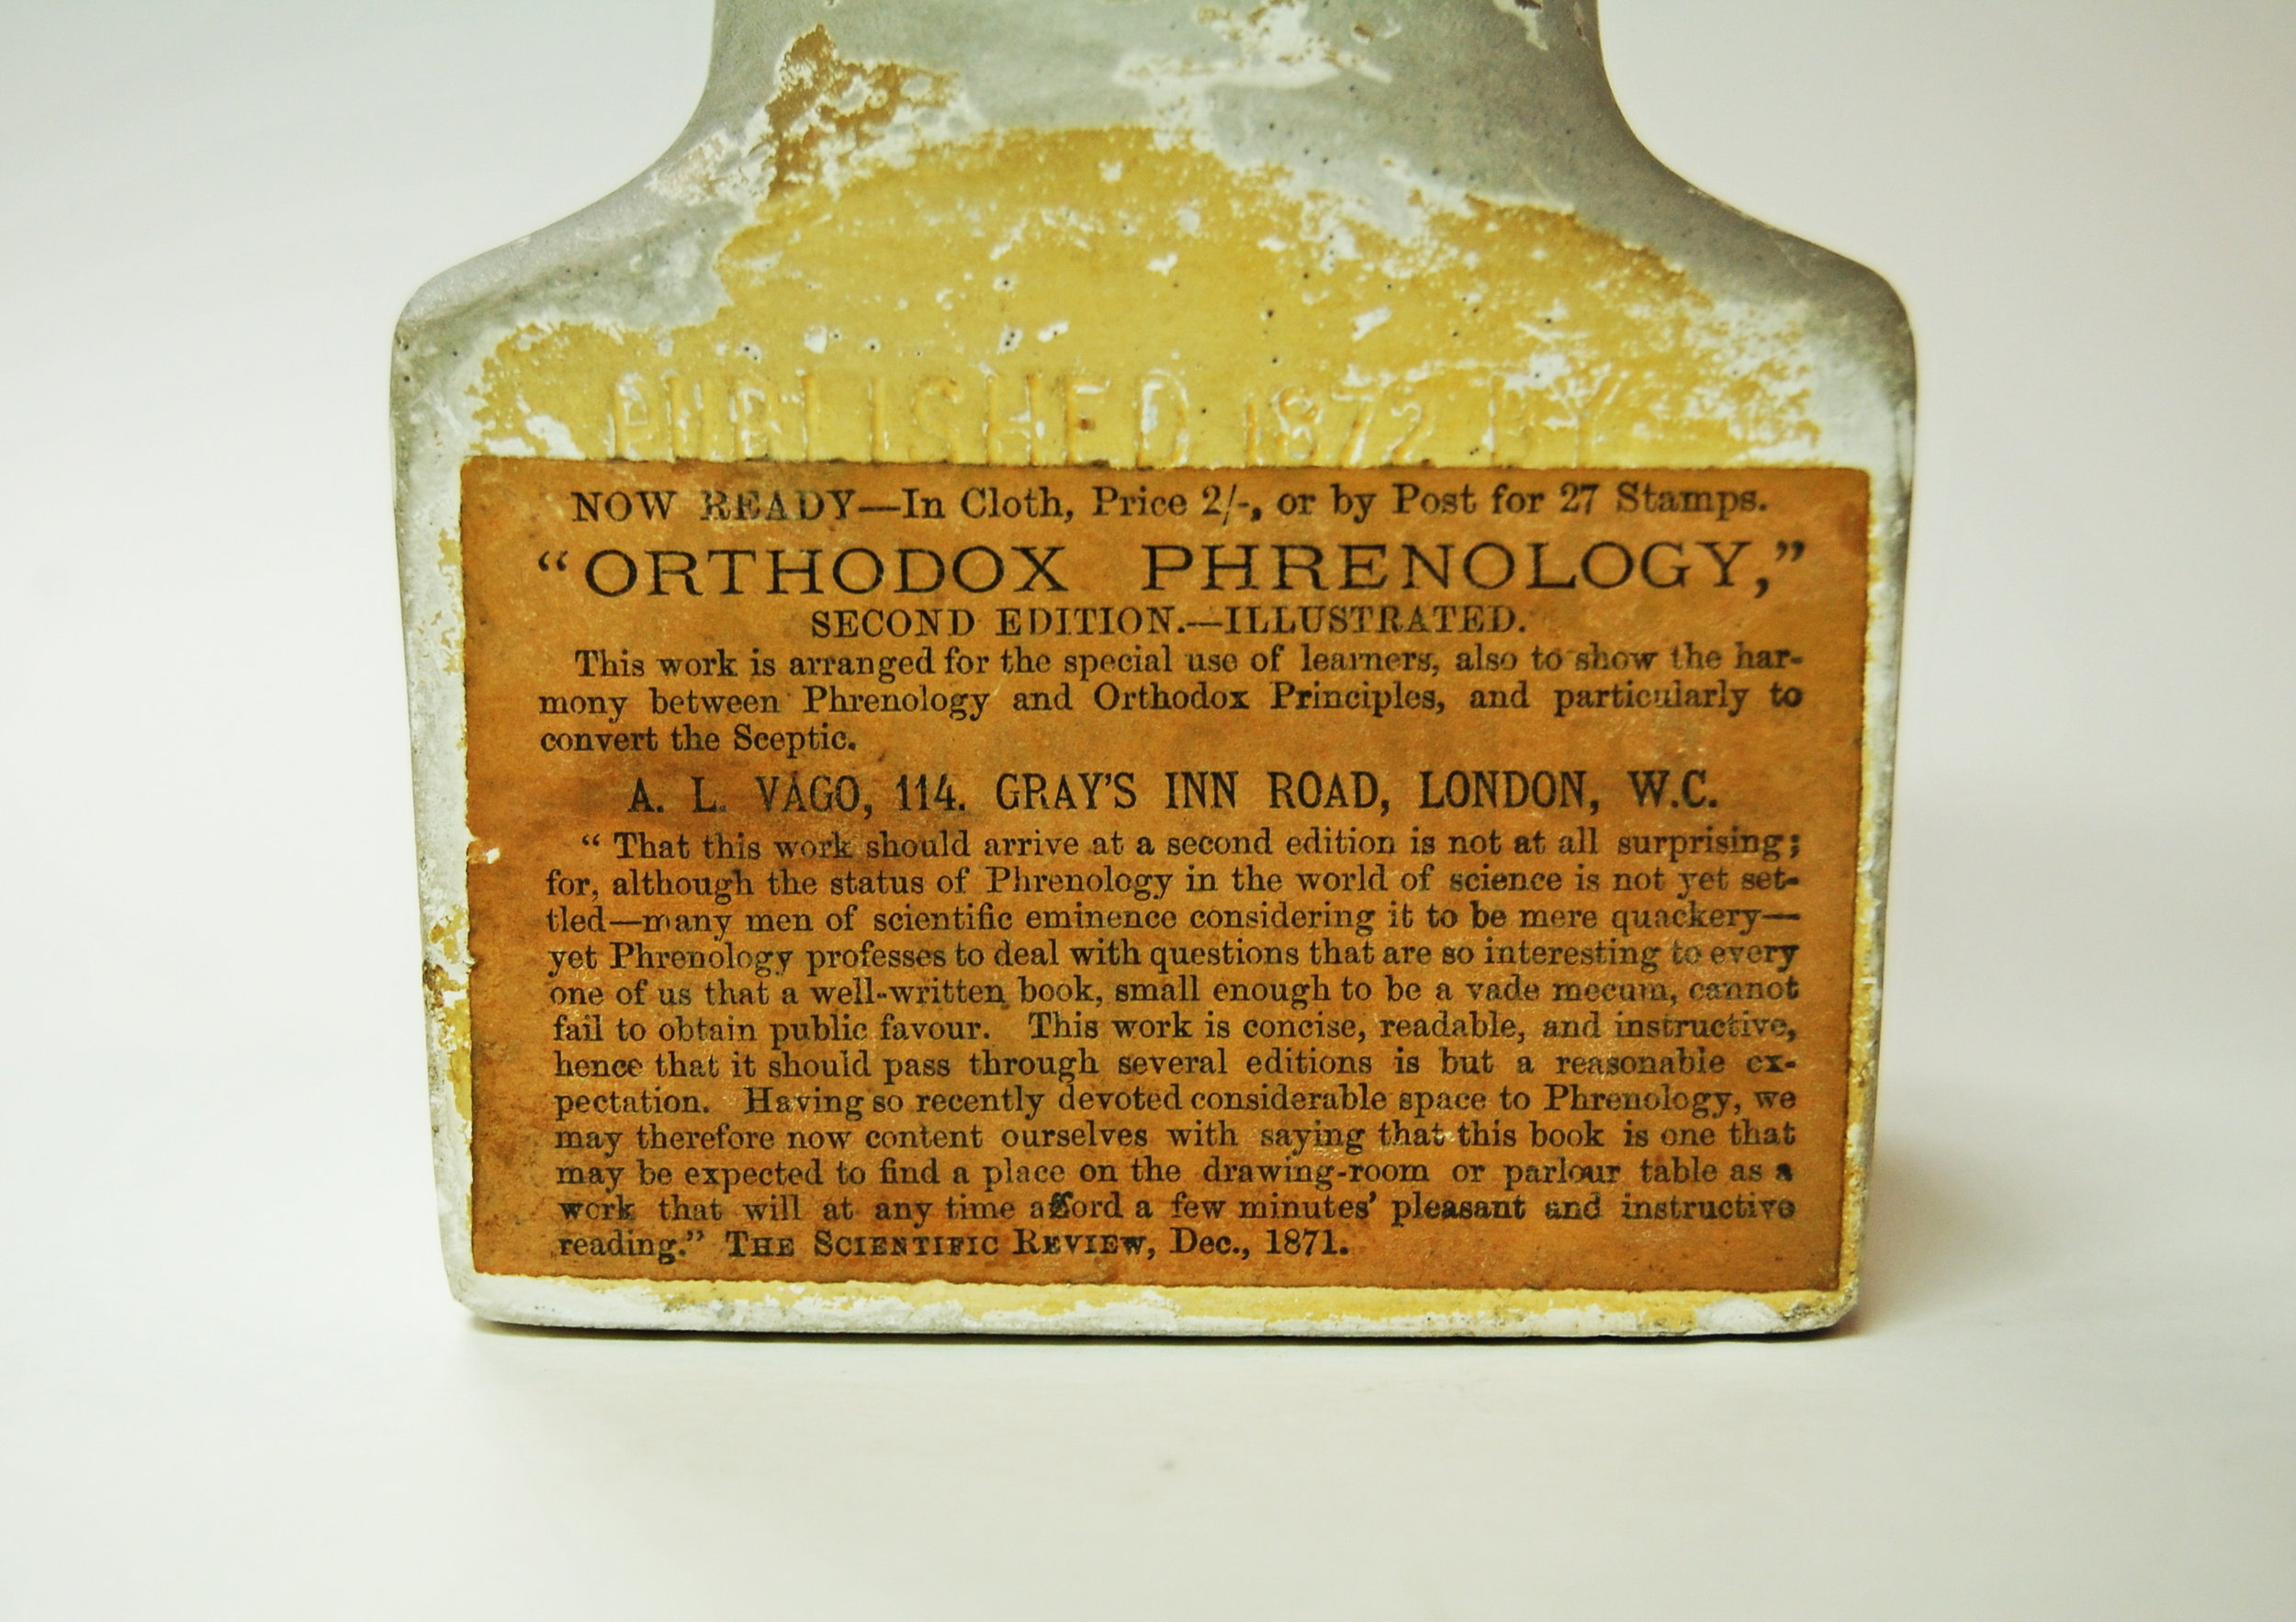 PUBLISHED 1872 BY
NOW READY—In Cloth, Price 2/-, or by Post for 27 Stamps.
“ORTHODOX PHRENOLOGY,”
SECOND EDITION.—ILLUSTRATED.
This work is arranged for the special use of learners, also to show the har-
mony between Phrenology and Orthodox Principles, and particularly to
convert the Sceptic.
A. L. VAGO, 114. GRAY'S INN ROAD, LONDON, W.C.
“ That this work should arrive at a second edition is not at all surprising;
for, although the status of Phrenology in the world of science is not yet set-
tled—many men of scientific eminence considering it to be mere quackery—
yet Phrenology professes to deal with questions that are so interesting to every
one of us that a well-written book, small enough to be a vade mecum, cannot
fail to obtain public favour. This work is concise, readable, and instructive,
hence that it should pass through several editions is but a reasonable ex-
pectation. Having so recently devoted considerable space to Phrenology, we
may therefore now content ourselves with saying that this book is one that
may be expected to find a place on the drawing-room or parlour table as a
work that will at any time afford a few minutes' pleasant and instructive
reading.” THE SCIENTIFIC REVIEW, Dec., 1871.